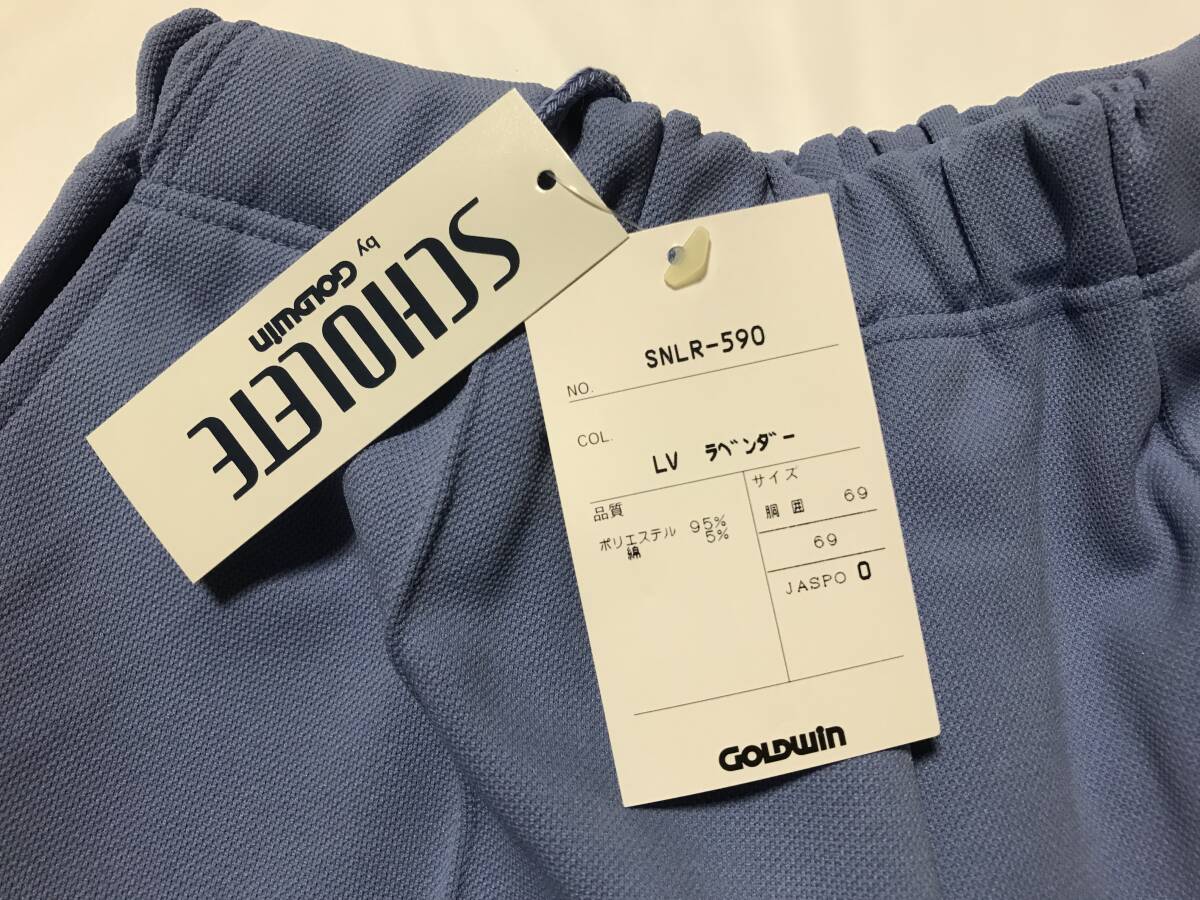 SCHOLETE
by GOLDWin
NO. SNLR-590
COL. LV ラベンダー
品質
ポリエステル 95%
綿 5%
サイズ
胴囲 69
69
JASPO O
GOLDWin